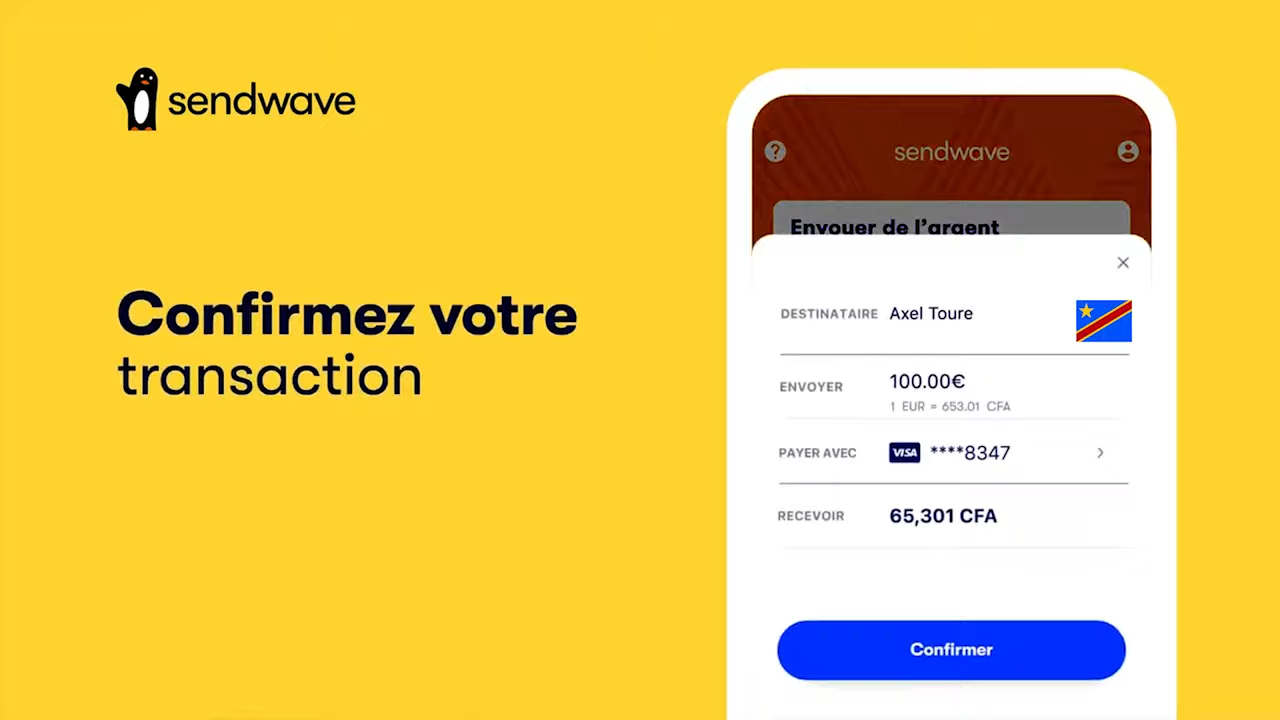 sendwave
Confirmez votre
transaction
sendwave
Envoyer de l'argent
DESTINATAIRE Axel Toure
ENVOYER 100.00€
1 EUR = 653.01 CFA
PAYER AVEC VISA ****8347
RECEVOIR 65,301 CFA
Confirmer